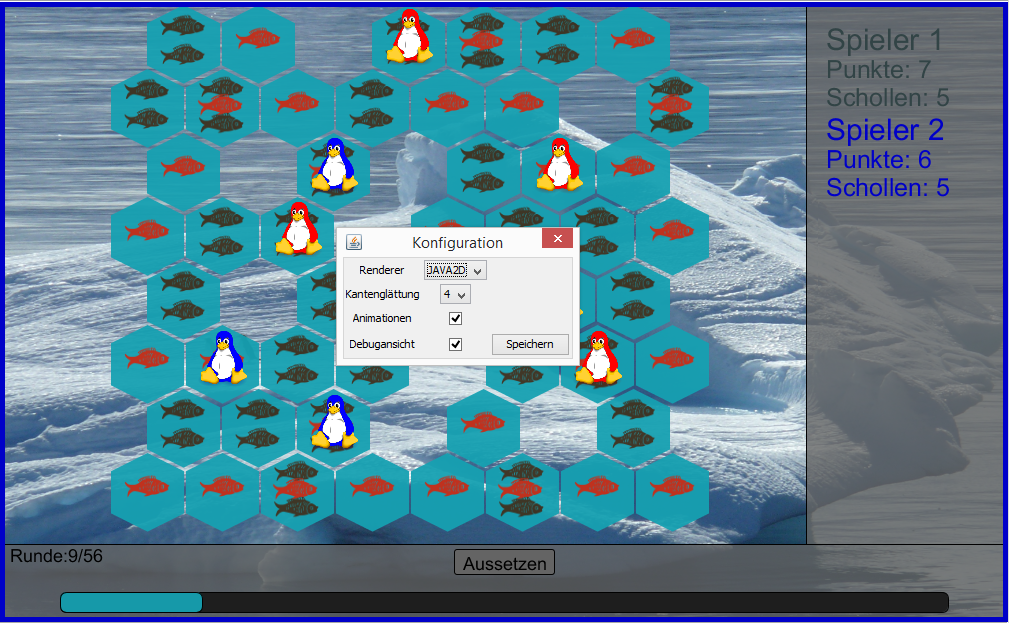 Spieler 1
Punkte: 7
Schollen: 5
Spieler 2
Punkte: 6
Schollen: 5
Konfiguration
Renderer JAVA2D
Kantenglättung 4
Animationen
Debugansicht Speichern
Runde:9/56
Aussetzen